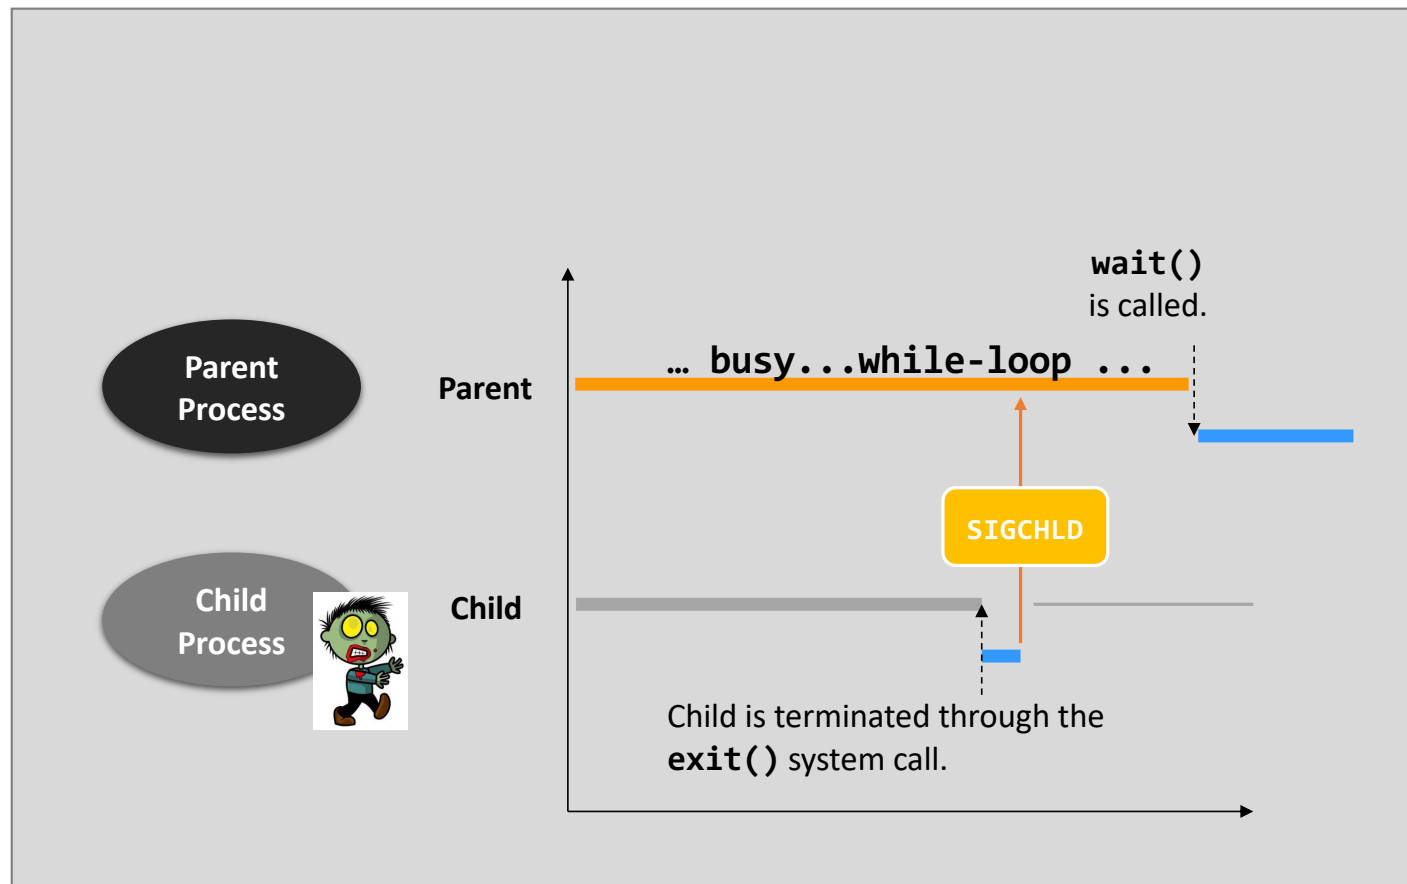 wait()
is called.
… busy...while-loop ...
Parent
Process
Parent
SIGCHLD
Child
Process
Child
Child is terminated through the
exit() system call.